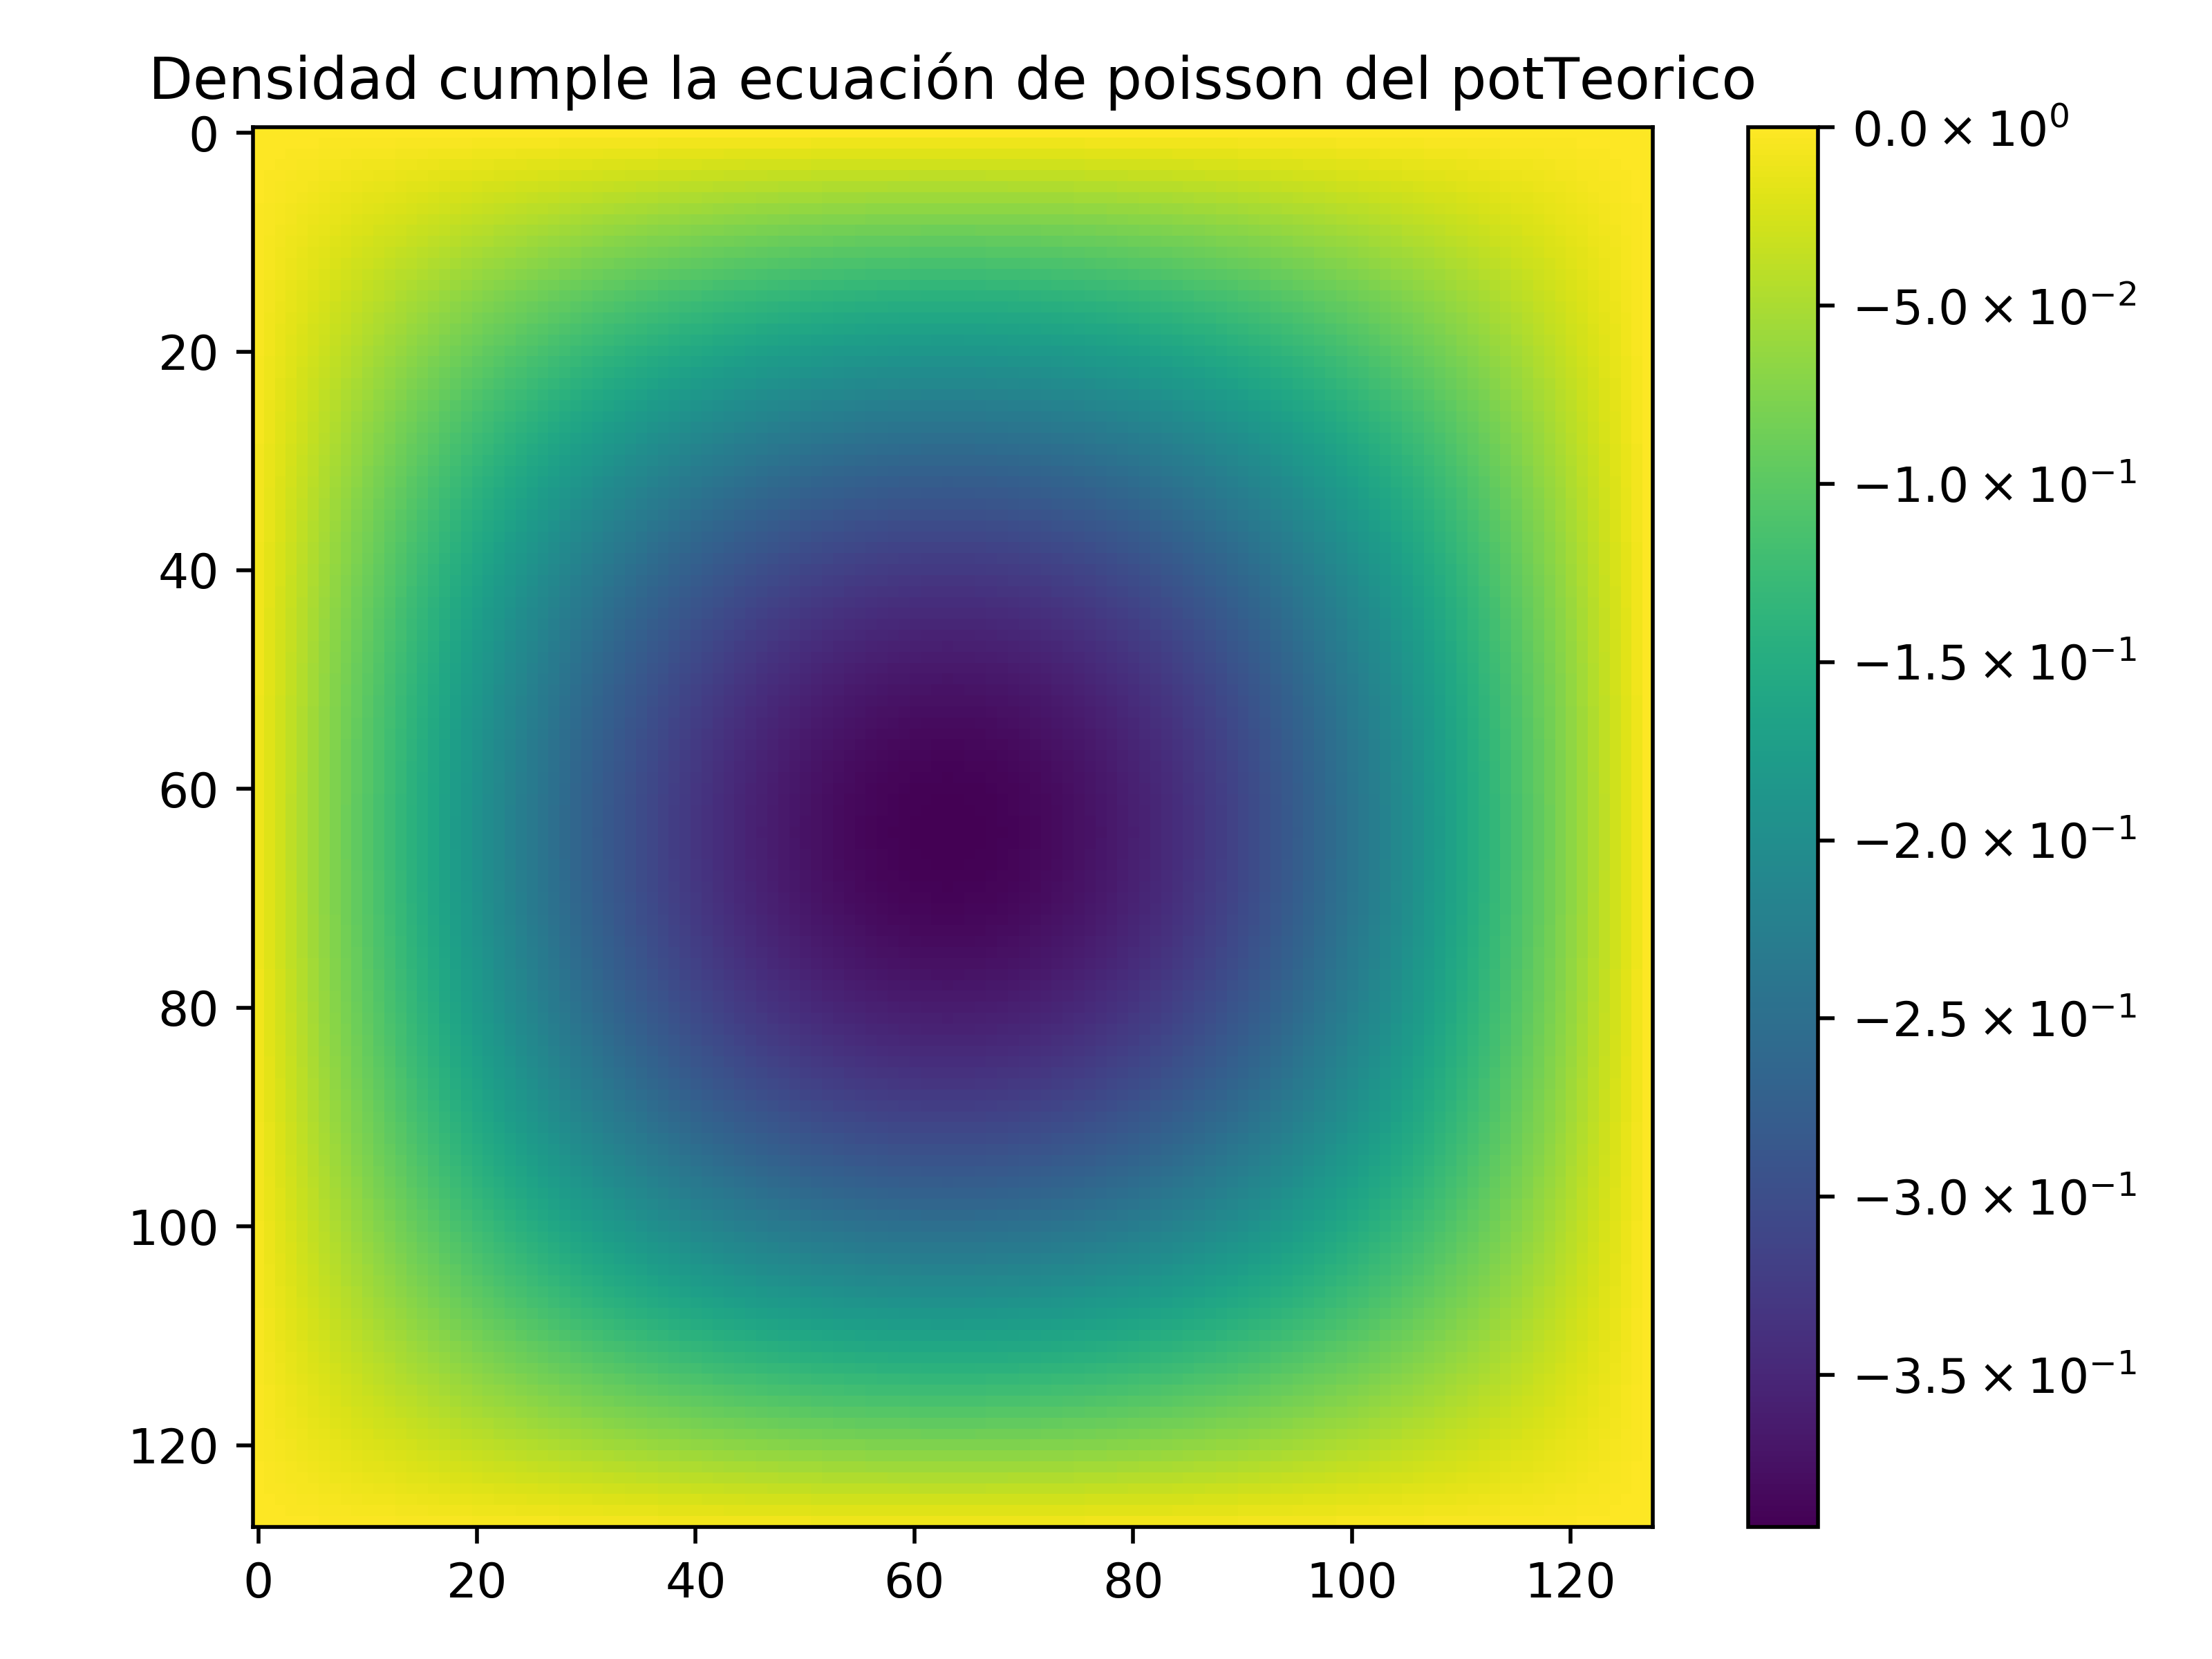 Densidad cumple la ecuación de poisson del potTeorico
0
20
40
60
80
100
120
0 20 40 60 80 100 120
0.0 × 10⁰
−5.0 × 10⁻²
−1.0 × 10⁻¹
−1.5 × 10⁻¹
−2.0 × 10⁻¹
−2.5 × 10⁻¹
−3.0 × 10⁻¹
−3.5 × 10⁻¹